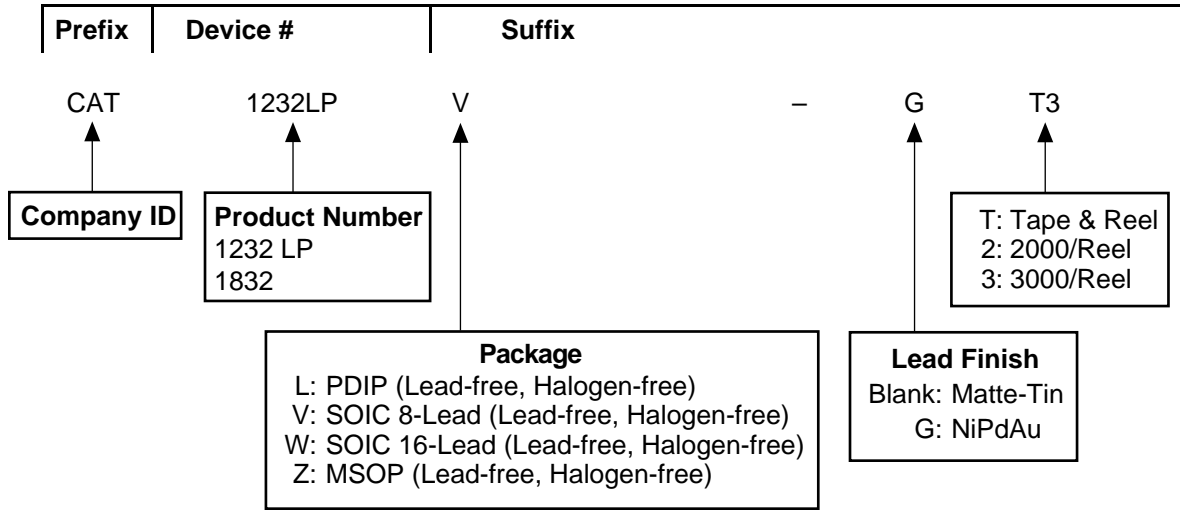 Prefix Device # Suffix
CAT 1232LP V – G T3
Company ID
Product Number
1232 LP
1832
T: Tape & Reel
2: 2000/Reel
3: 3000/Reel
Package
L: PDIP (Lead-free, Halogen-free)
V: SOIC 8-Lead (Lead-free, Halogen-free)
W: SOIC 16-Lead (Lead-free, Halogen-free)
Z: MSOP (Lead-free, Halogen-free)
Lead Finish
Blank: Matte-Tin
G: NiPdAu